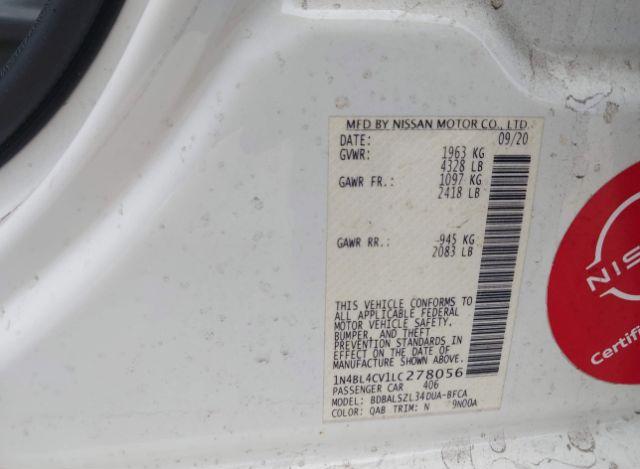 MFD BY NISSAN MOTOR CO., LTD.
DATE: 09/20
GVWR: 1963 KG
4328 LB
GAWR FR.: 1097 KG
2418 LB
GAWR RR.: 945 KG
2083 LB
THIS VEHICLE CONFORMS TO
ALL APPLICABLE FEDERAL
MOTOR VEHICLE SAFETY,
BUMPER, AND THEFT
PREVENTION STANDARDS IN
EFFECT ON THE DATE OF
MANUFACTURE SHOWN ABOVE.
1N4BL4CV1LC278056
PASSENGER CAR 406
MODEL: BDBALSZL34DUA-BFCA
COLOR: QAB TRIM: N 9N00A
NIS
Certifie